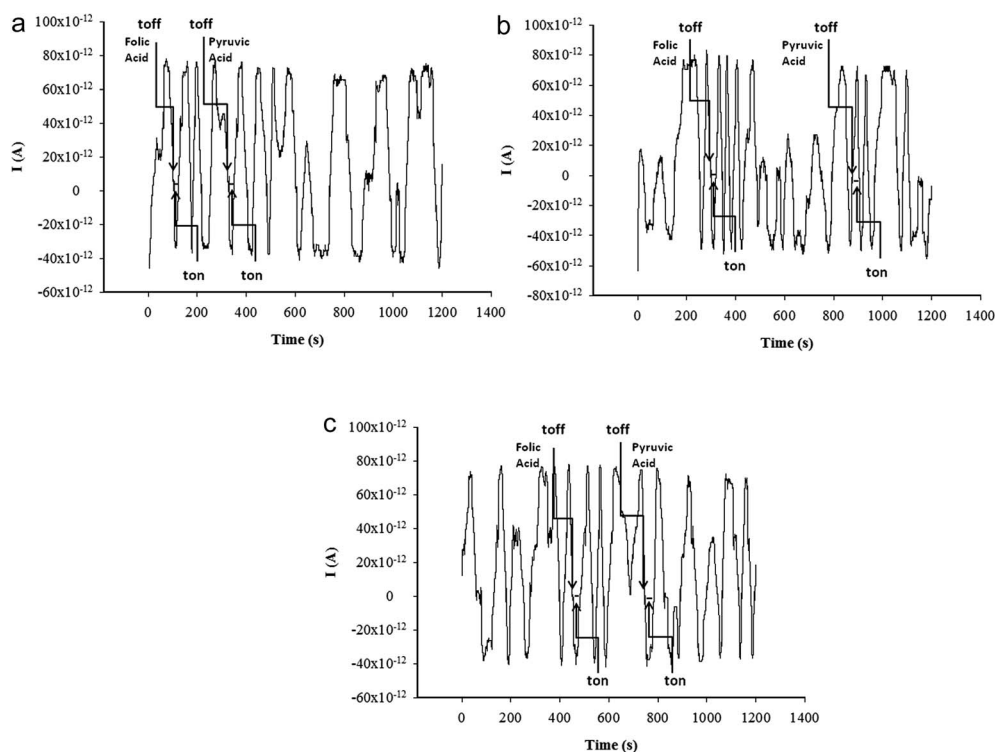 a
toff
toff
Folic
Acid
Pyruvic
Acid
100x10-12
80x10-12
60x10-12
40x10-12
20x10-12
0
-20x10-12
-40x10-12
-60x10-12
I (A)
ton
ton
0 200 400 600 800 1000 1200 1400
Time (s)
b
toff
toff
Folic
Acid
Pyruvic
Acid
100x10-12
80x10-12
60x10-12
40x10-12
20x10-12
0
-20x10-12
-40x10-12
-60x10-12
-80x10-12
I (A)
ton
ton
0 200 400 600 800 1000 1200 1400
Time (s)
c
toff
toff
Folic
Acid
Pyruvic
Acid
100x10-12
80x10-12
60x10-12
40x10-12
20x10-12
0
-20x10-12
-40x10-12
-60x10-12
I (A)
ton
ton
0 200 400 600 800 1000 1200 1400
Time (s)